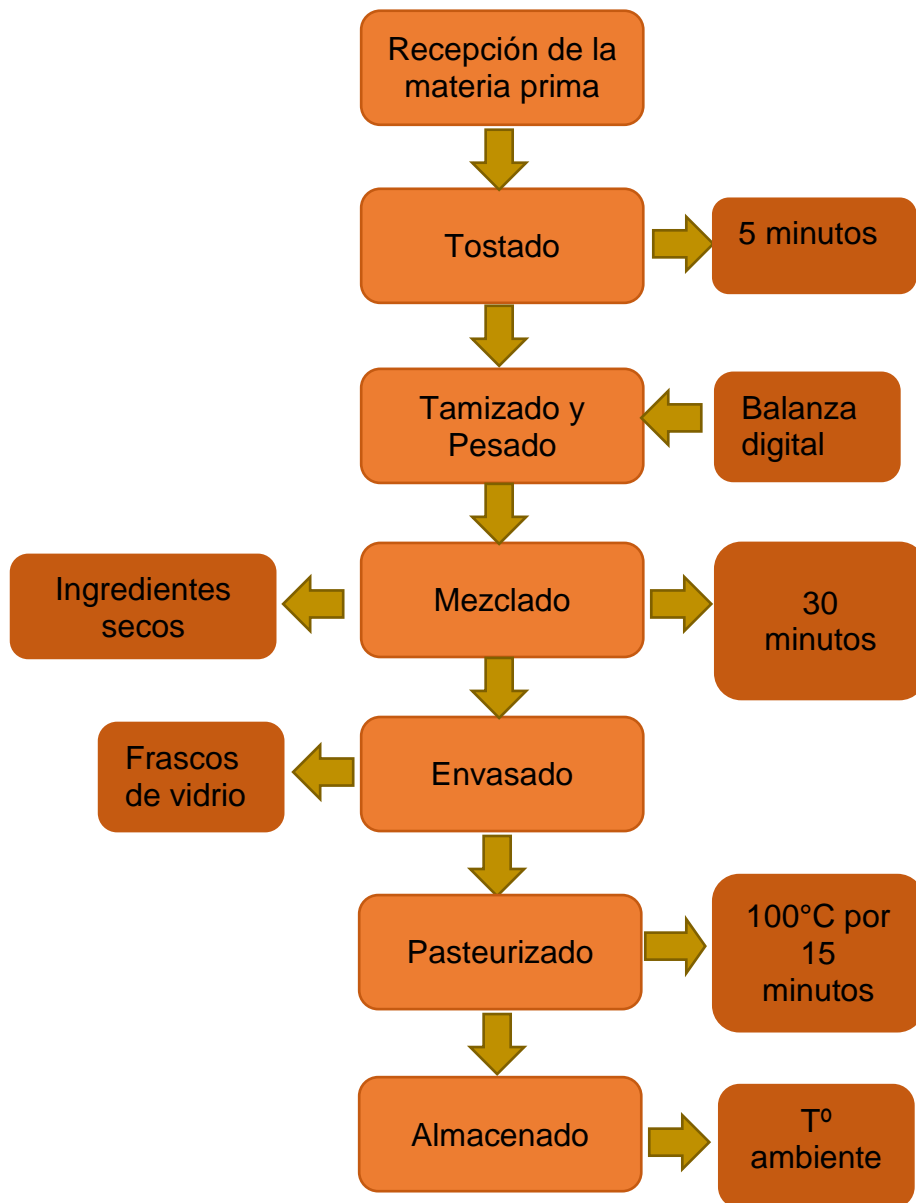 Recepción de la
materia prima
Tostado
5 minutos
Tamizado y
Pesado
Balanza
digital
Ingredientes
secos
Mezclado
30
minutos
Frascos
de vidrio
Envasado
Pasteurizado
100°C por
15
minutos
Almacenado
Tº
ambiente